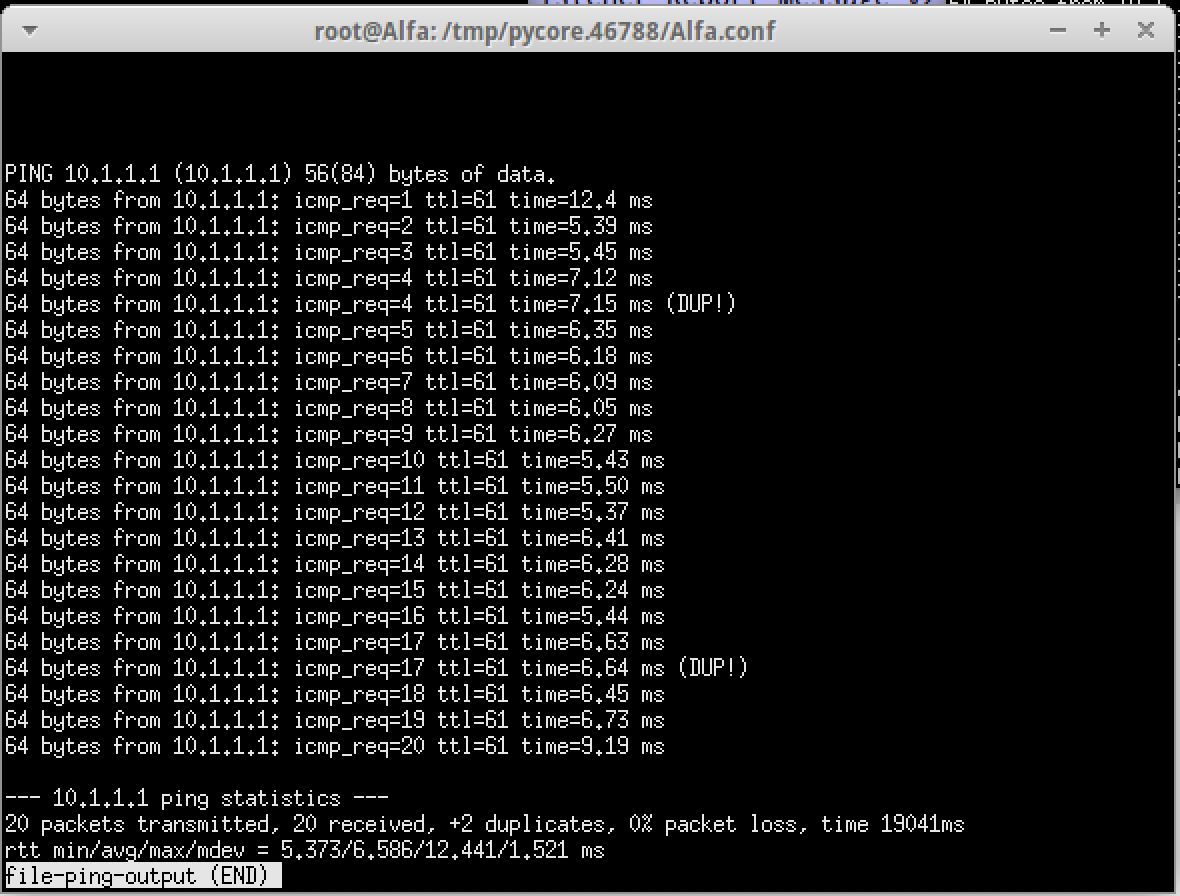 root@Alfa: /tmp/pycore.46788/Alfa.conf
PING 10.1.1.1 (10.1.1.1) 56(84) bytes of data.
64 bytes from 10.1.1.1: icmp_req=1 ttl=61 time=12.4 ms
64 bytes from 10.1.1.1: icmp_req=2 ttl=61 time=5.39 ms
64 bytes from 10.1.1.1: icmp_req=3 ttl=61 time=5.45 ms
64 bytes from 10.1.1.1: icmp_req=4 ttl=61 time=7.12 ms
64 bytes from 10.1.1.1: icmp_req=4 ttl=61 time=7.15 ms (DUP!)
64 bytes from 10.1.1.1: icmp_req=5 ttl=61 time=6.35 ms
64 bytes from 10.1.1.1: icmp_req=6 ttl=61 time=6.18 ms
64 bytes from 10.1.1.1: icmp_req=7 ttl=61 time=6.09 ms
64 bytes from 10.1.1.1: icmp_req=8 ttl=61 time=6.05 ms
64 bytes from 10.1.1.1: icmp_req=9 ttl=61 time=6.27 ms
64 bytes from 10.1.1.1: icmp_req=10 ttl=61 time=5.43 ms
64 bytes from 10.1.1.1: icmp_req=11 ttl=61 time=5.50 ms
64 bytes from 10.1.1.1: icmp_req=12 ttl=61 time=5.37 ms
64 bytes from 10.1.1.1: icmp_req=13 ttl=61 time=6.41 ms
64 bytes from 10.1.1.1: icmp_req=14 ttl=61 time=6.28 ms
64 bytes from 10.1.1.1: icmp_req=15 ttl=61 time=6.24 ms
64 bytes from 10.1.1.1: icmp_req=16 ttl=61 time=5.44 ms
64 bytes from 10.1.1.1: icmp_req=17 ttl=61 time=6.63 ms
64 bytes from 10.1.1.1: icmp_req=17 ttl=61 time=6.64 ms (DUP!)
64 bytes from 10.1.1.1: icmp_req=18 ttl=61 time=6.45 ms
64 bytes from 10.1.1.1: icmp_req=19 ttl=61 time=6.73 ms
64 bytes from 10.1.1.1: icmp_req=20 ttl=61 time=9.19 ms
--- 10.1.1.1 ping statistics ---
20 packets transmitted, 20 received, +2 duplicates, 0% packet loss, time 19041ms
rtt min/avg/max/mdev = 5.373/6.586/12.441/1.521 ms
file-ping-output (END)